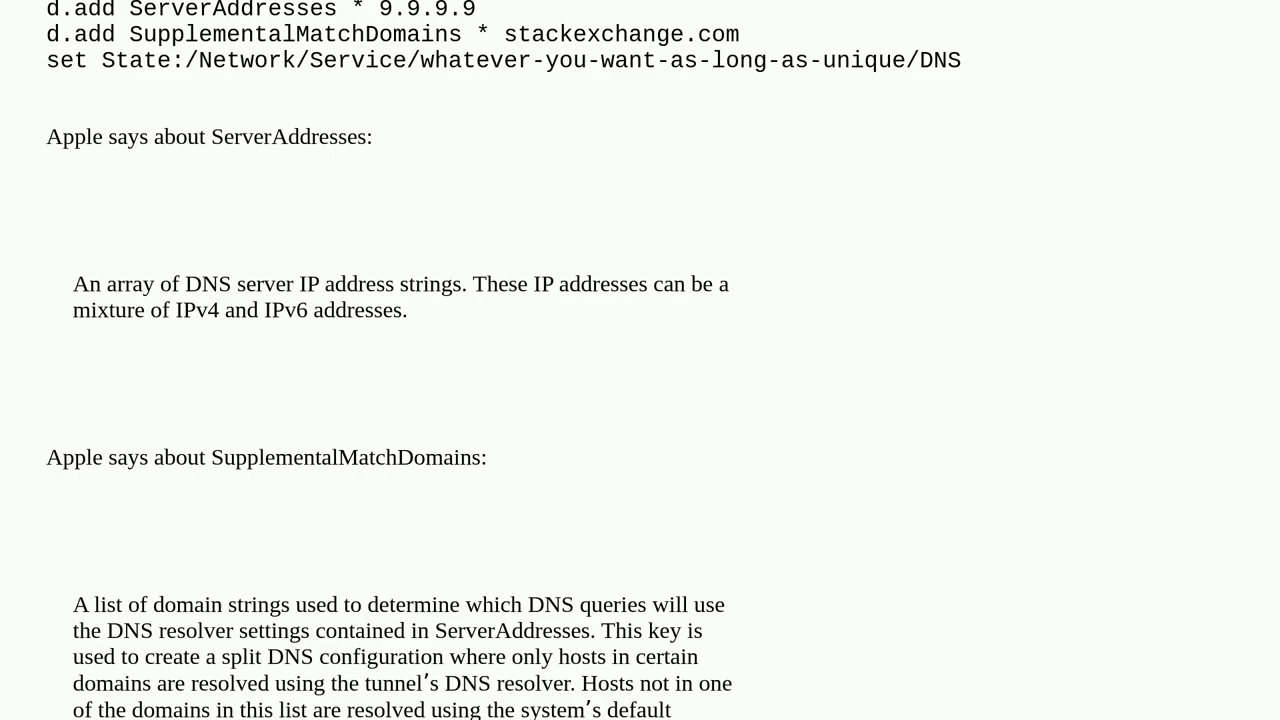 d.add ServerAddresses * 9.9.9.9
d.add SupplementalMatchDomains * stackexchange.com
set State:/Network/Service/whatever-you-want-as-long-as-unique/DNS
Apple says about ServerAddresses:
An array of DNS server IP address strings. These IP addresses can be a
mixture of IPv4 and IPv6 addresses.
Apple says about SupplementalMatchDomains:
A list of domain strings used to determine which DNS queries will use
the DNS resolver settings contained in ServerAddresses. This key is
used to create a split DNS configuration where only hosts in certain
domains are resolved using the tunnel’s DNS resolver. Hosts not in one
of the domains in this list are resolved using the system’s default